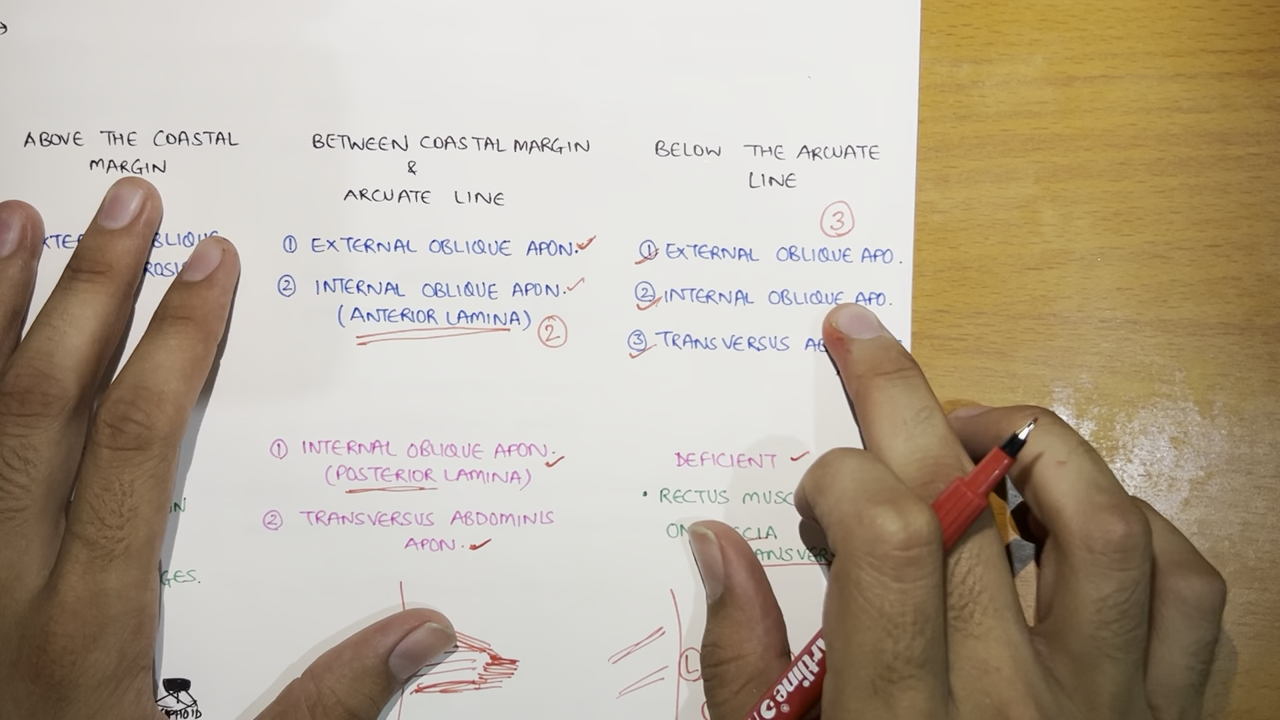 ABOVE THE COASTAL
MARGIN
BETWEEN COASTAL MARGIN
&
ARCUATE LINE
BELOW THE ARCUATE
LINE
③
① EXTERNAL OBLIQUE APON.
② INTERNAL OBLIQUE APON.
(ANTERIOR LAMINA) ②
① EXTERNAL OBLIQUE APO.
② INTERNAL OBLIQUE APO.
③ TRANSVERSUS
① INTERNAL OBLIQUE APON.
(POSTERIOR LAMINA)
② TRANSVERSUS ABDOMINIS
APON.
DEFICIENT
• RECTUS
ON
L
artline